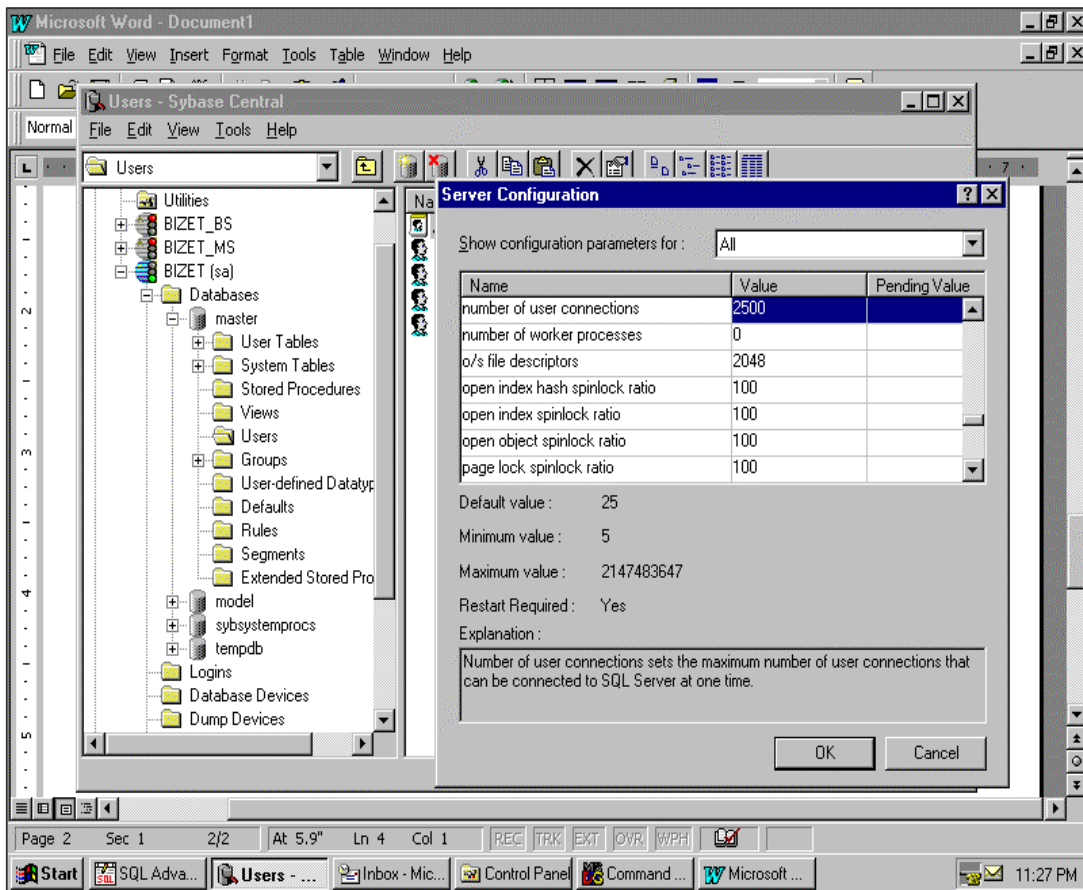 Microsoft Word - Document1
File Edit View Insert Format Tools Table Window Help
Users - Sybase Central
Normal
File Edit View Tools Help
Users
7
Utilities
BIZET_BS
BIZET_MS
BIZET (sa)
Databases
master
User Tables
System Tables
Stored Procedures
Views
Users
Groups
User-defined Datatyp
Defaults
Rules
Segments
Extended Stored Pro
model
sybsystemprocs
tempdb
Logins
Database Devices
Dump Devices
Na
Server Configuration
Show configuration parameters for : All
Name Value Pending Value
number of user connections 2500
number of worker processes 0
o/s file descriptors 2048
open index hash spinlock ratio 100
open index spinlock ratio 100
open object spinlock ratio 100
page lock spinlock ratio 100
Default value : 25
Minimum value : 5
Maximum value : 2147483647
Restart Required : Yes
Explanation :
Number of user connections sets the maximum number of user connections that
can be connected to SQL Server at one time.
OK Cancel
2
3
4
5
Page 2 Sec 1 2/2 At 5.9" Ln 4 Col 1 REC TRK EXT OVR WPH
Start SQL Adva... Users - ... Inbox - Mic... Control Panel Command ... Microsoft ... 11:27 PM